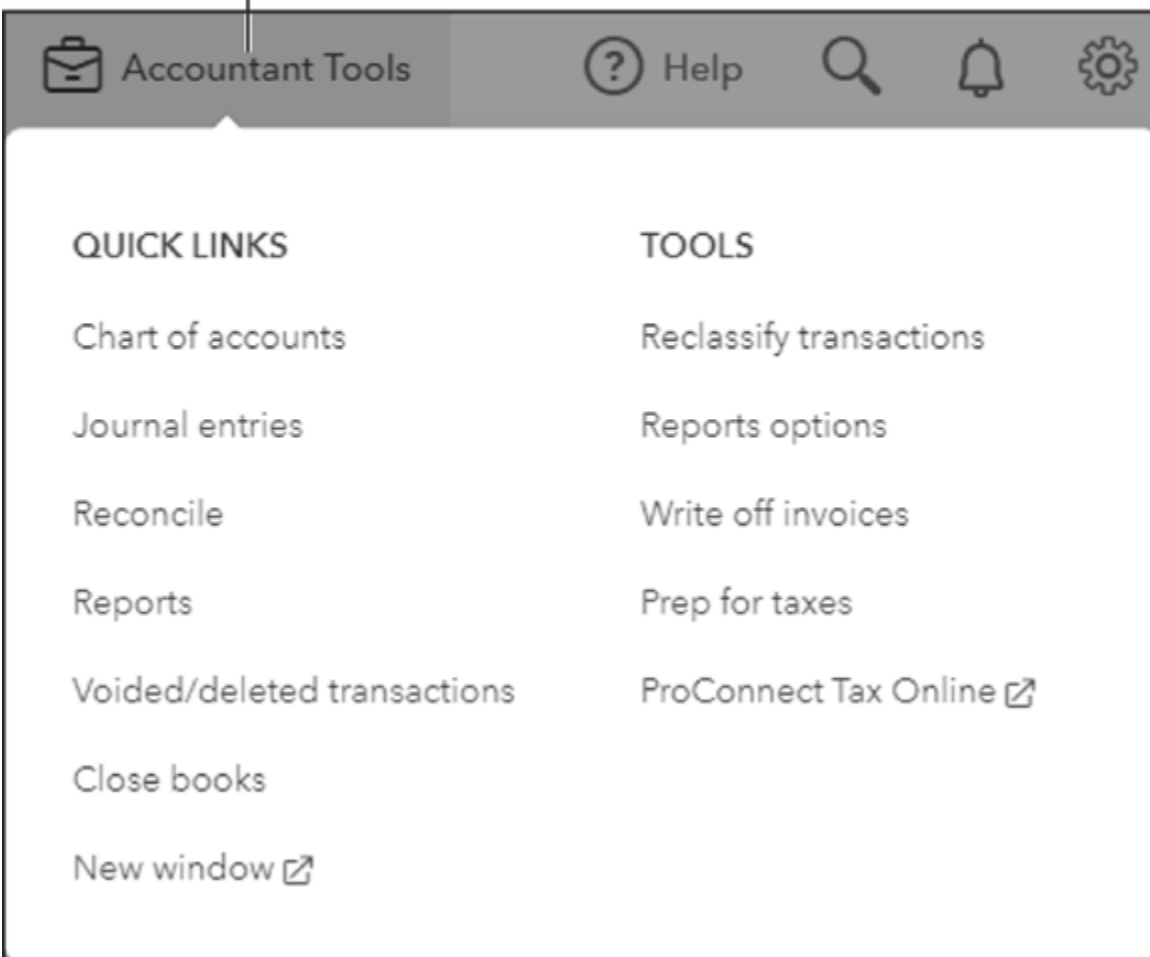 Accountant Tools
Help
QUICK LINKS
Chart of accounts
Journal entries
Reconcile
Reports
Voided/deleted transactions
Close books
New window
TOOLS
Reclassify transactions
Reports options
Write off invoices
Prep for taxes
ProConnect Tax Online